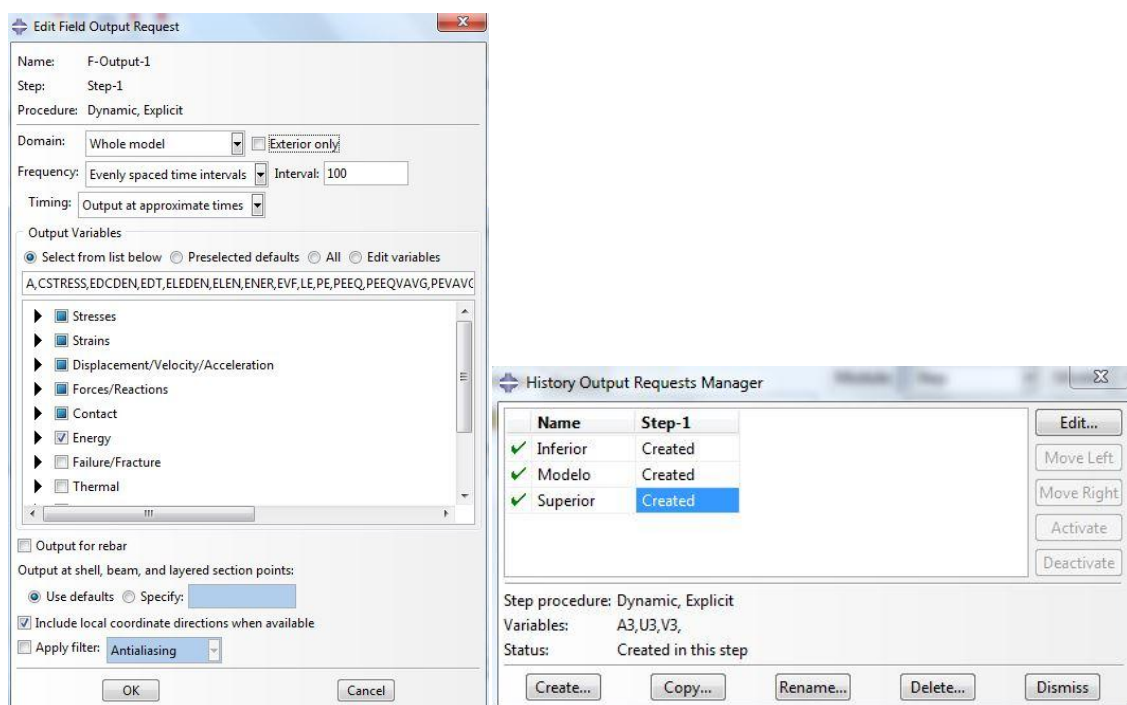 Edit Field Output Request
Name: F-Output-1
Step: Step-1
Procedure: Dynamic, Explicit
Domain: Whole model Exterior only
Frequency: Evenly spaced time intervals Interval: 100
Timing: Output at approximate times
Output Variables
Select from list below Preselected defaults All Edit variables
A,CSTRESS,EDCDEN,EDT,ELEDEN,ELEN,ENER,EVF,LE,PE,PEEQ,PEEQVAVG,PEVAVG
Stresses
Strains
Displacement/Velocity/Acceleration
Forces/Reactions
Contact
Energy
Failure/Fracture
Thermal
Output for rebar
Output at shell, beam, and layered section points:
Use defaults Specify:
Include local coordinate directions when available
Apply filter: Antialiasing
OK Cancel
History Output Requests Manager
Name Step-1
Inferior Created
Modelo Created
Superior Created
Edit...
Move Left
Move Right
Activate
Deactivate
Step procedure: Dynamic, Explicit
Variables: A3,U3,V3,
Status: Created in this step
Create... Copy... Rename... Delete... Dismiss